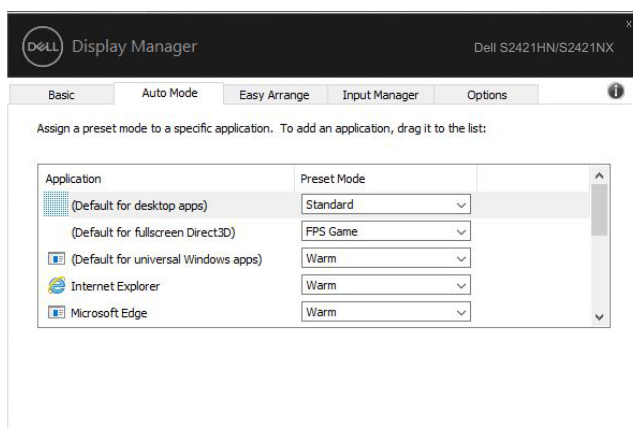 DELL Display Manager Dell S2421HN/S2421NX
Basic Auto Mode Easy Arrange Input Manager Options
Assign a preset mode to a specific application. To add an application, drag it to the list:
Application Preset Mode
(Default for desktop apps) Standard
(Default for fullscreen Direct3D) FPS Game
(Default for universal Windows apps) Warm
Internet Explorer Warm
Microsoft Edge Warm